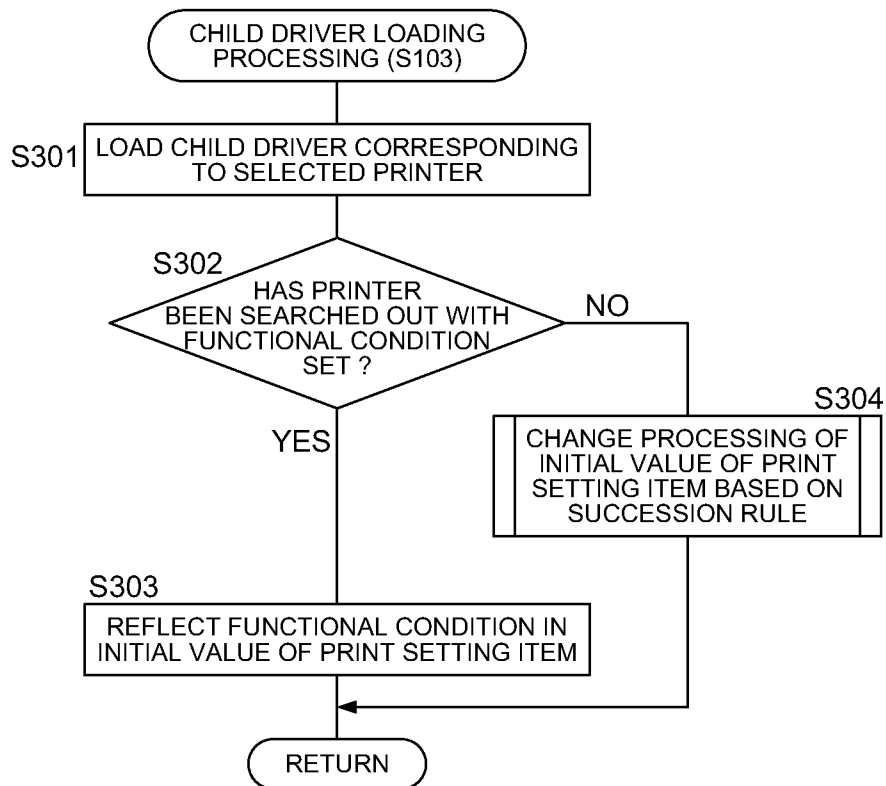 CHILD DRIVER LOADING
PROCESSING (S103)
S301
LOAD CHILD DRIVER CORRESPONDING
TO SELECTED PRINTER
S302
HAS PRINTER
BEEN SEARCHED OUT WITH
FUNCTIONAL CONDITION
SET ?
NO
YES
S304
CHANGE PROCESSING OF
INITIAL VALUE OF PRINT
SETTING ITEM BASED ON
SUCCESSION RULE
S303
REFLECT FUNCTIONAL CONDITION IN
INITIAL VALUE OF PRINT SETTING ITEM
RETURN